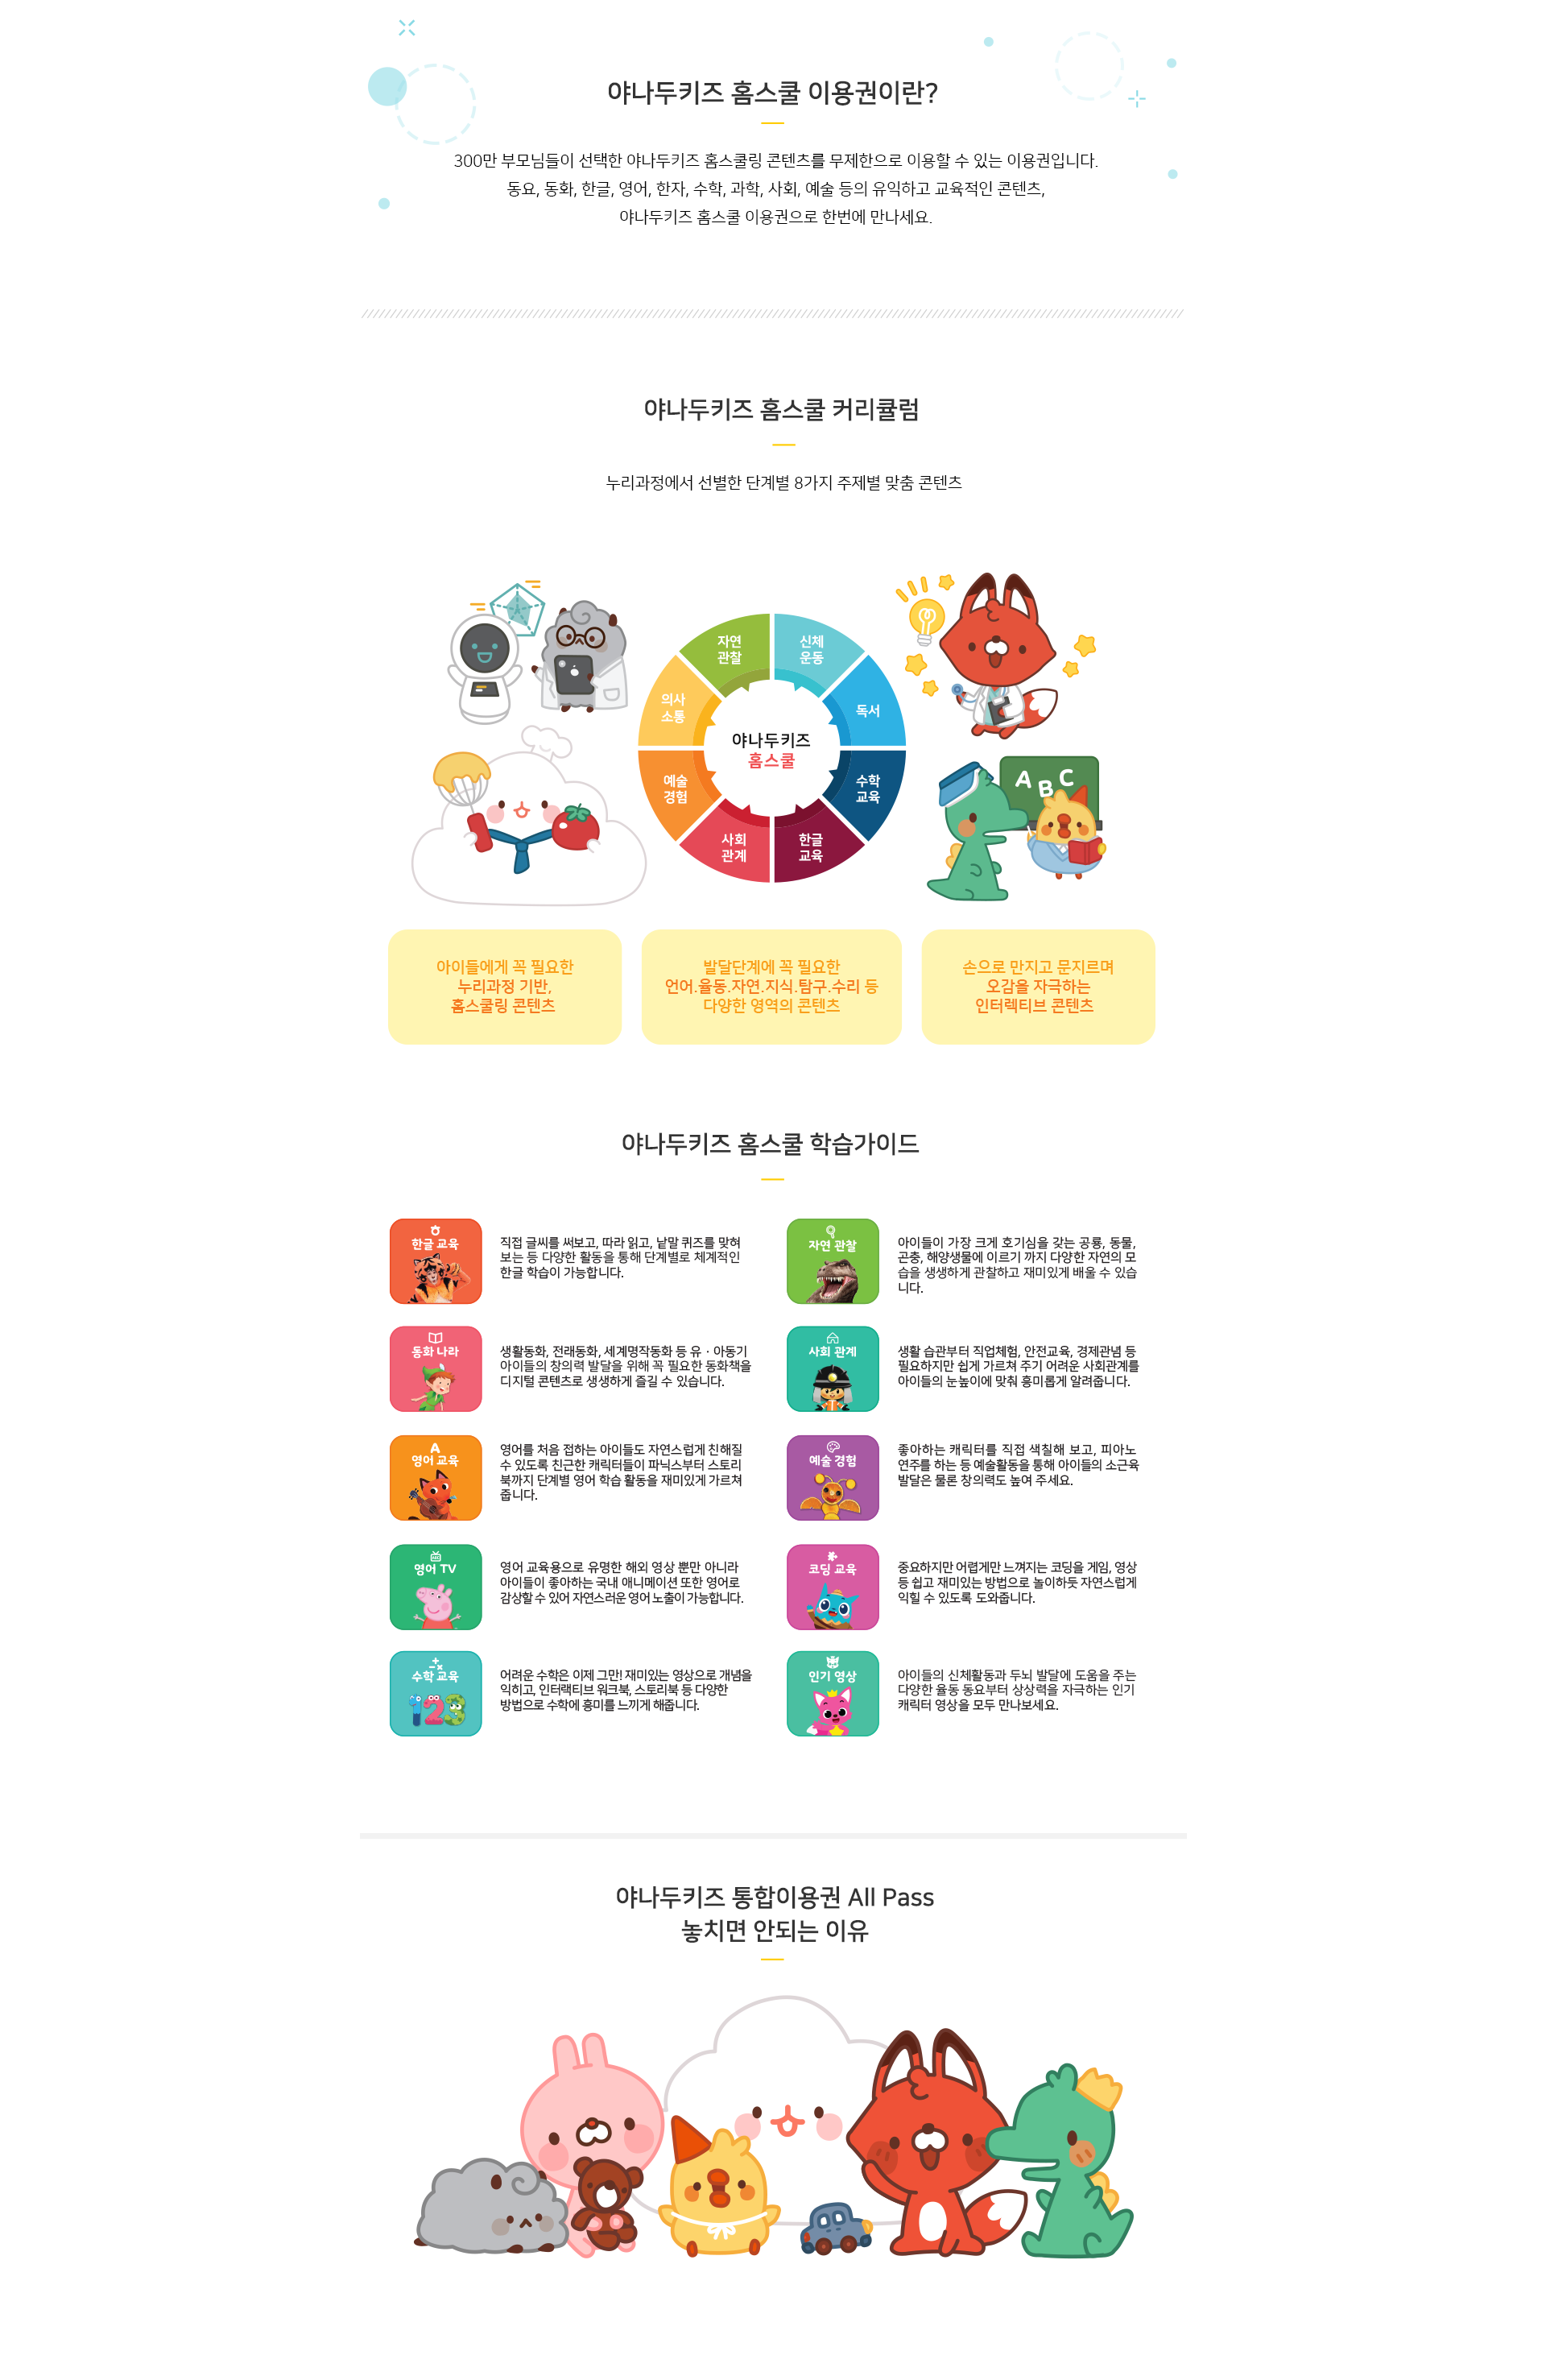 야나두키즈 홈스쿨 이용권이란?
300만 부모님들이 선택한 야나두키즈 홈스쿨링 콘텐츠를 무제한으로 이용할 수 있는 이용권입니다.
동요, 동화, 한글, 영어, 한자, 수학, 과학, 사회, 예술 등의 유익하고 교육적인 콘텐츠,
야나두키즈 홈스쿨 이용권으로 한번에 만나세요.
야나두키즈 홈스쿨 커리큘럼
누리과정에서 선별한 단계별 8가지 주제별 맞춤 콘텐츠
자연
관찰
신체
운동
의사
소통
독서
야나두키즈
홈스쿨
예술
경험
수학
교육
사회
관계
한글
교육
A B C
아이들에게 꼭 필요한
누리과정 기반,
홈스쿨링 콘텐츠
발달단계에 꼭 필요한
언어.율동.자연.지식.탐구.수리 등
다양한 영역의 콘텐츠
손으로 만지고 문지르며
오감을 자극하는
인터렉티브 콘텐츠
야나두키즈 홈스쿨 학습가이드
한글 교육
직접 글씨를 써보고, 따라 읽고, 낱말 퀴즈를 맞혀
보는 등 다양한 활동을 통해 단계별로 체계적인
한글 학습이 가능합니다.
자연 관찰
아이들이 가장 크게 호기심을 갖는 공룡, 동물,
곤충, 해양생물에 이르기 까지 다양한 자연의 모
습을 생생하게 관찰하고 재미있게 배울 수 있습
니다.
동화 나라
생활동화, 전래동화, 세계명작동화 등 유 · 아동기
아이들의 창의력 발달을 위해 꼭 필요한 동화책을
디지털 콘텐츠로 생생하게 즐길 수 있습니다.
사회 관계
생활 습관부터 직업체험, 안전교육, 경제관념 등
필요하지만 쉽게 가르쳐 주기 어려운 사회관계를
아이들의 눈높이에 맞춰 흥미롭게 알려줍니다.
A
영어 교육
영어를 처음 접하는 아이들도 자연스럽게 친해질
수 있도록 친근한 캐릭터들이 파닉스부터 스토리
북까지 단계별 영어 학습 활동을 재미있게 가르쳐
줍니다.
예술 경험
좋아하는 캐릭터를 직접 색칠해 보고, 피아노
연주를 하는 등 예술활동을 통해 아이들의 소근육
발달은 물론 창의력도 높여 주세요.
영어 TV
영어 교육용으로 유명한 해외 영상 뿐만 아니라
아이들이 좋아하는 국내 애니메이션 또한 영어로
감상할 수 있어 자연스러운 영어 노출이 가능합니다.
코딩 교육
중요하지만 어렵게만 느껴지는 코딩을 게임, 영상
등 쉽고 재미있는 방법으로 놀이하듯 자연스럽게
익힐 수 있도록 도와줍니다.
수학 교육
123
어려운 수학은 이제 그만! 재미있는 영상으로 개념을
익히고, 인터랙티브 워크북, 스토리북 등 다양한
방법으로 수학에 흥미를 느끼게 해줍니다.
인기 영상
아이들의 신체활동과 두뇌 발달에 도움을 주는
다양한 율동 동요부터 상상력을 자극하는 인기
캐릭터 영상을 모두 만나보세요.
야나두키즈 통합이용권 All Pass
놓치면 안되는 이유